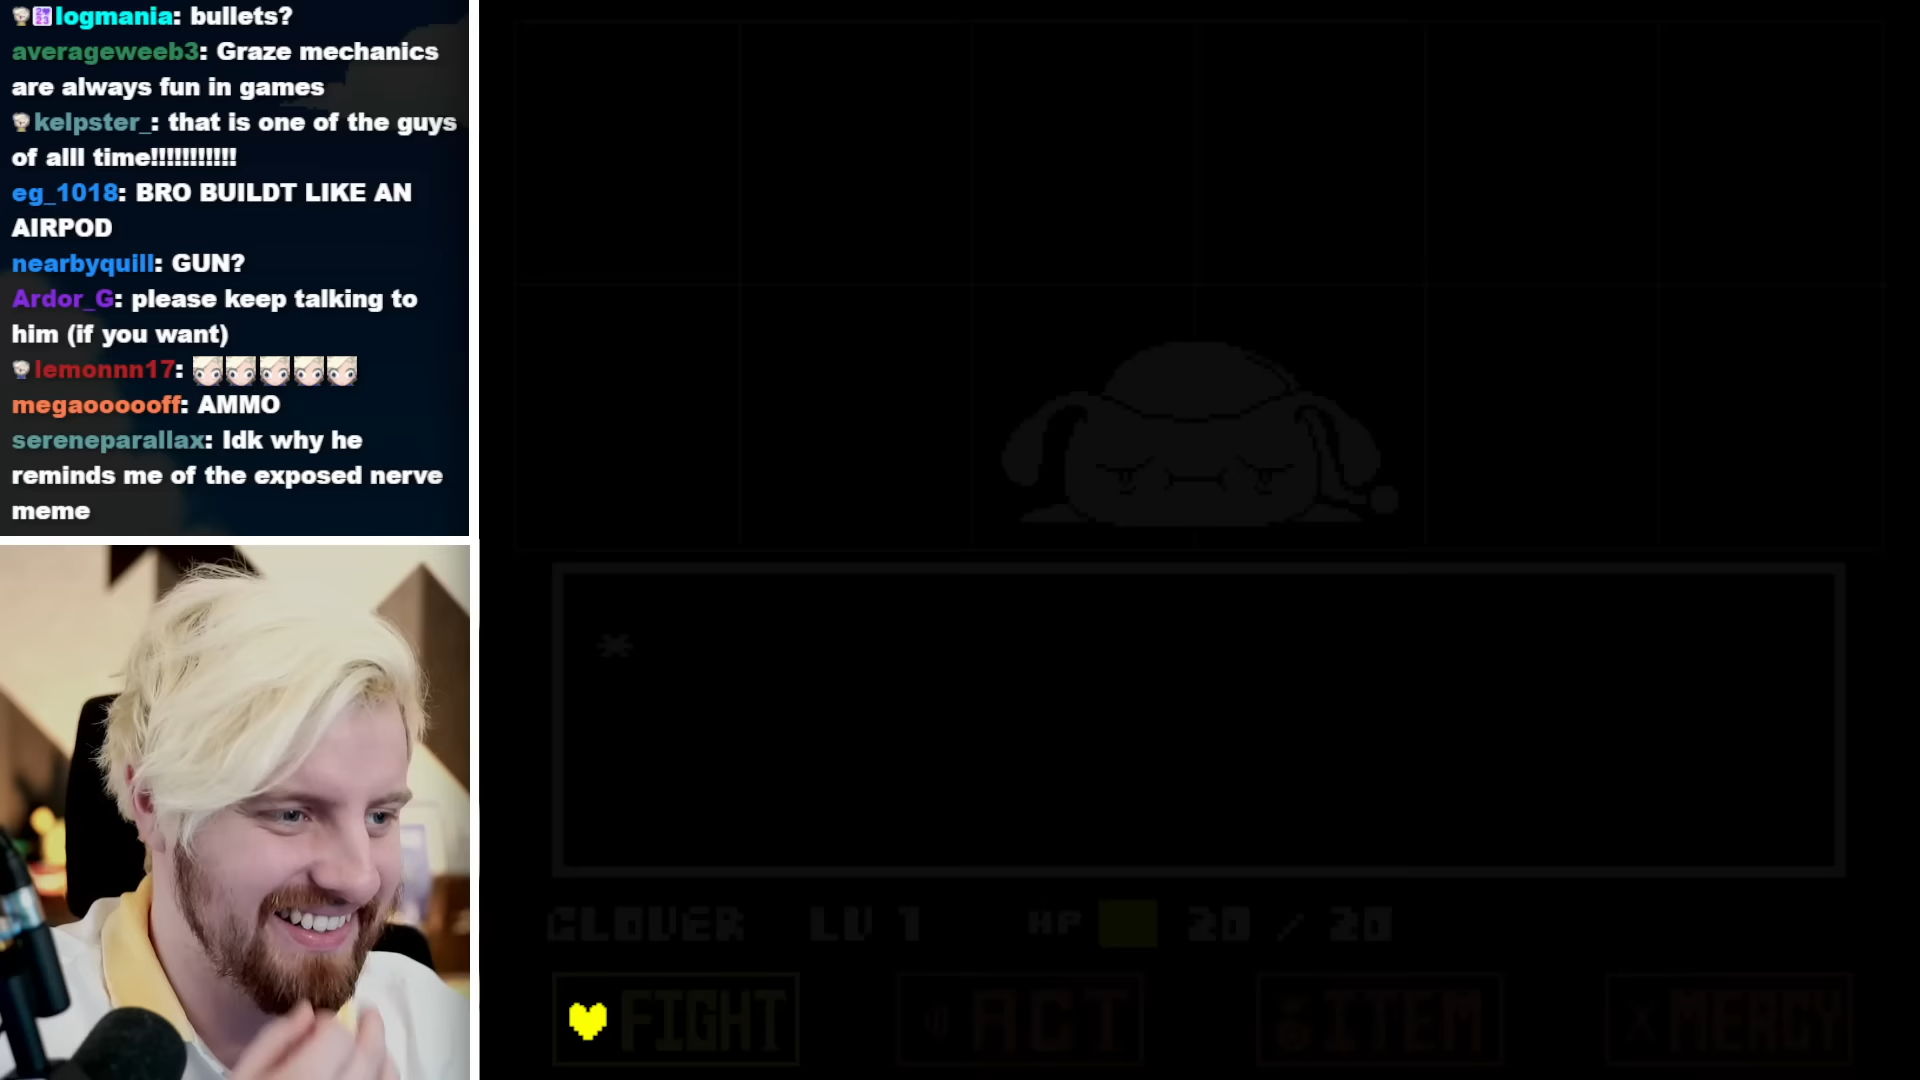 logmania: bullets?
averageweeb3: Graze mechanics
are always fun in games
kelpster_: that is one of the guys
of alll time!!!!!!!!!!!
eg_1018: BRO BUILDT LIKE AN
AIRPOD
nearbyquill: GUN?
Ardor_G: please keep talking to
him (if you want)
lemonnn17:
megaoooooff: AMMO
sereneparallax: Idk why he
reminds me of the exposed nerve
meme
*
CLOVER LV 1 HP 20 / 20
FIGHT ACT ITEM MERCY